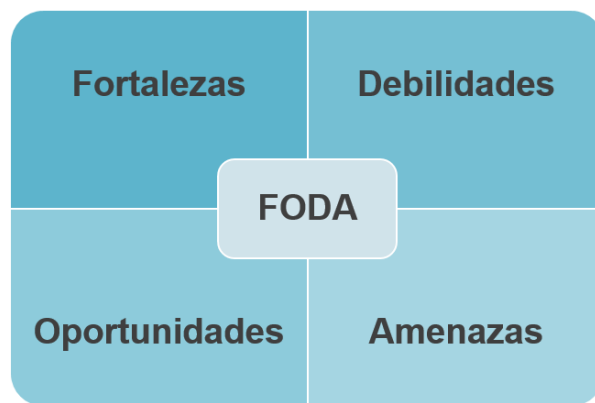 Fortalezas
Debilidades
FODA
Oportunidades
Amenazas